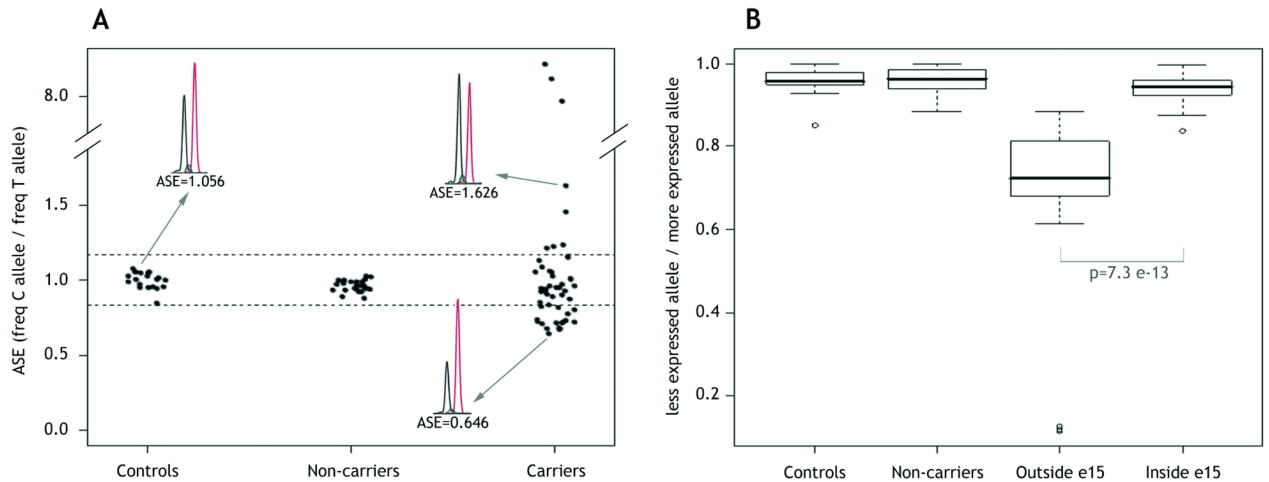 A
ASE (freq C allele / freq T allele)
8.0
1.5
1.0
0.5
0.0
ASE=1.056
ASE=1.626
ASE=0.646
Controls
Non-carriers
Carriers
B
less expressed allele / more expressed allele
1.0
0.8
0.6
0.4
0.2
p=7.3 e-13
Controls
Non-carriers
Outside e15
Inside e15